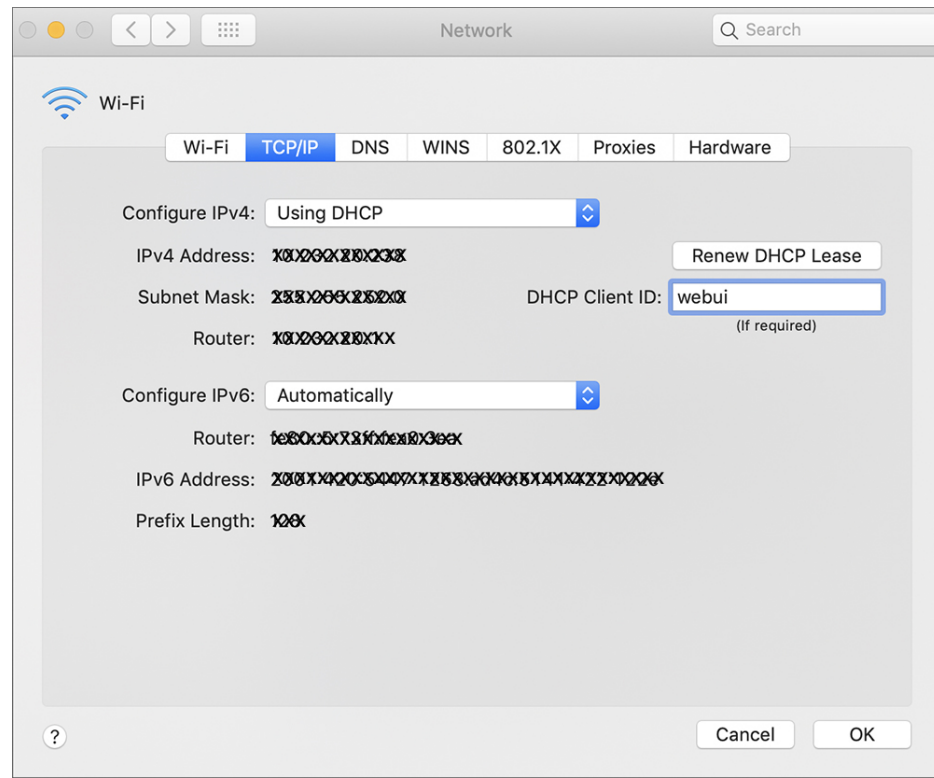 Network
Search
Wi-Fi
Wi-Fi TCP/IP DNS WINS 802.1X Proxies Hardware
Configure IPv4: Using DHCP
IPv4 Address: Renew DHCP Lease
Subnet Mask: DHCP Client ID: webui
(If required)
Router:
Configure IPv6: Automatically
Router:
IPv6 Address:
Prefix Length:
? Cancel OK